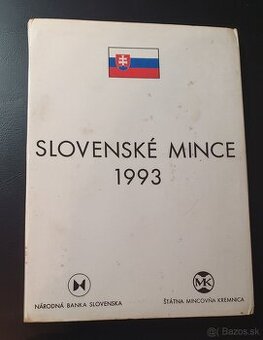 SLOVENSKÉ MINCE
1993
MK
NÁRODNÁ BANKA SLOVENSKA
ŠTÁTNA MINCOVŇA KREMNICA
Bazos.sk